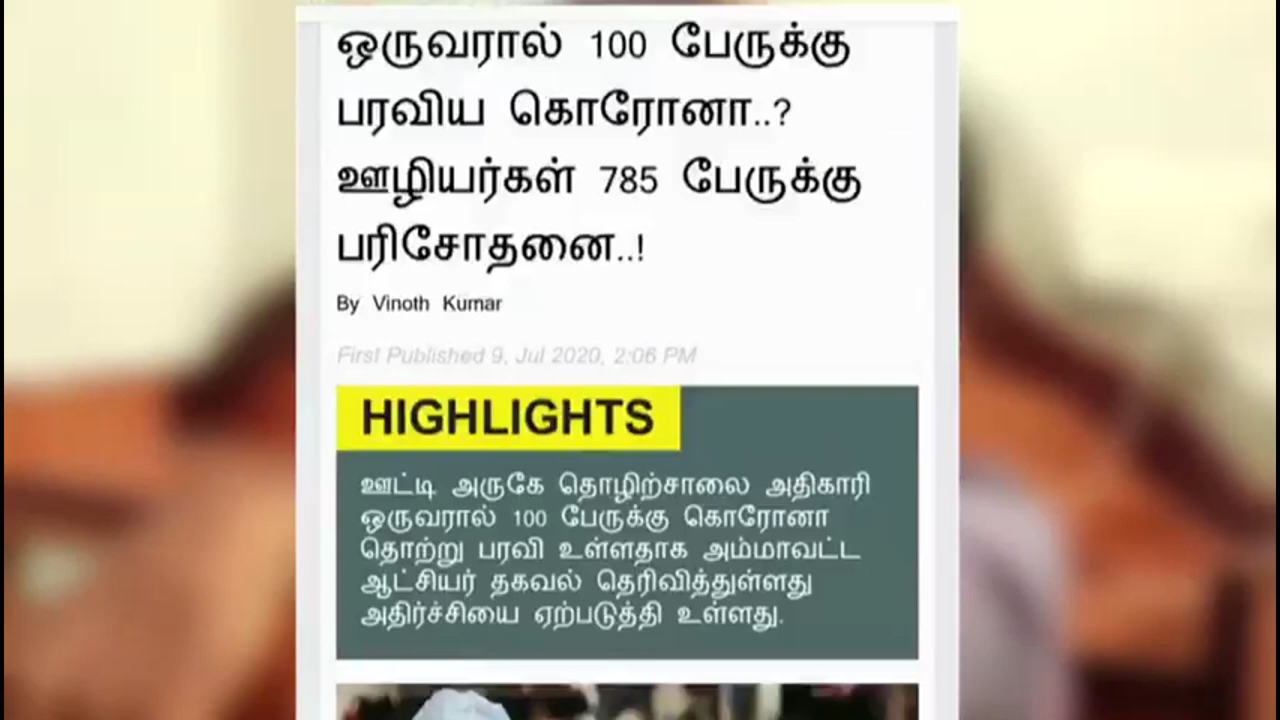 ஒருவரால் 100 பேருக்கு
பரவிய கொரோனா..?
ஊழியர்கள் 785 பேருக்கு
பரிசோதனை..!
By Vinoth Kumar
First Published 9, Jul 2020, 2:06 PM
HIGHLIGHTS
ஊட்டி அருகே தொழிற்சாலை அதிகாரி
ஒருவரால் 100 பேருக்கு கொரோனா
தொற்று பரவி உள்ளதாக அம்மாவட்ட
ஆட்சியர் தகவல் தெரிவித்துள்ளது
அதிர்ச்சியை ஏற்படுத்தி உள்ளது.